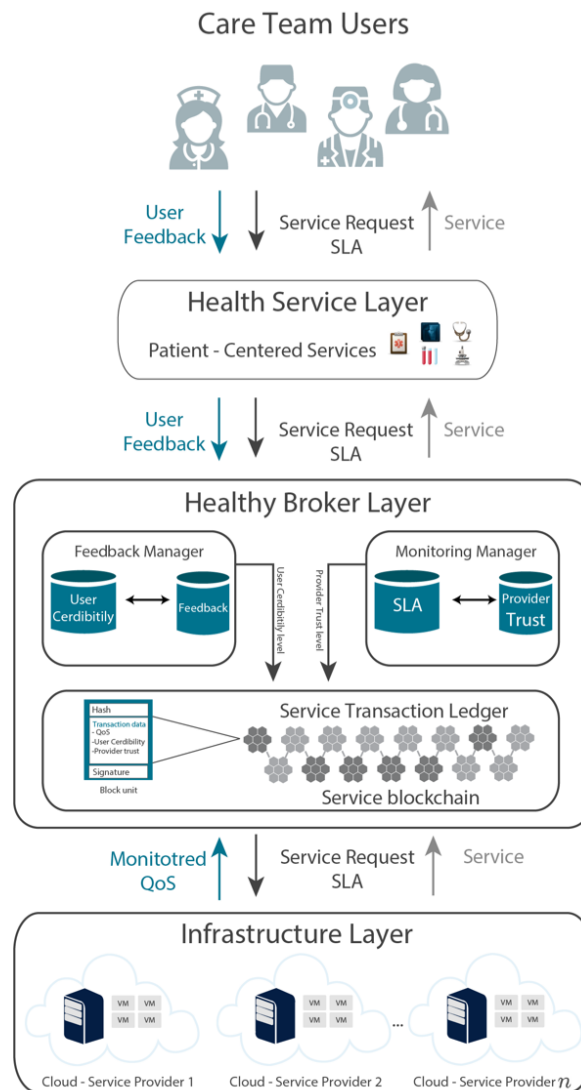 Care Team Users
User
Feedback
Service Request
SLA
Service
Health Service Layer
Patient - Centered Services
User
Feedback
Service Request
SLA
Service
Healthy Broker Layer
Feedback Manager
User
Cerdibitily
Feedback
User Cerdibitily level
Provider Trust level
Monitoring Manager
SLA
Provider
Trust
Hash
Transaction data
- QoS
-User Cerdibility
-Provider trust
Signature
Block unit
Service Transaction Ledger
Service blockchain
Monitotred
QoS
Service Request
SLA
Service
Infrastructure Layer
VM VM
VM VM
VM VM
VM VM
...
VM VM
VM VM
Cloud - Service Provider 1
Cloud - Service Provider 2
Cloud - Service Provider n